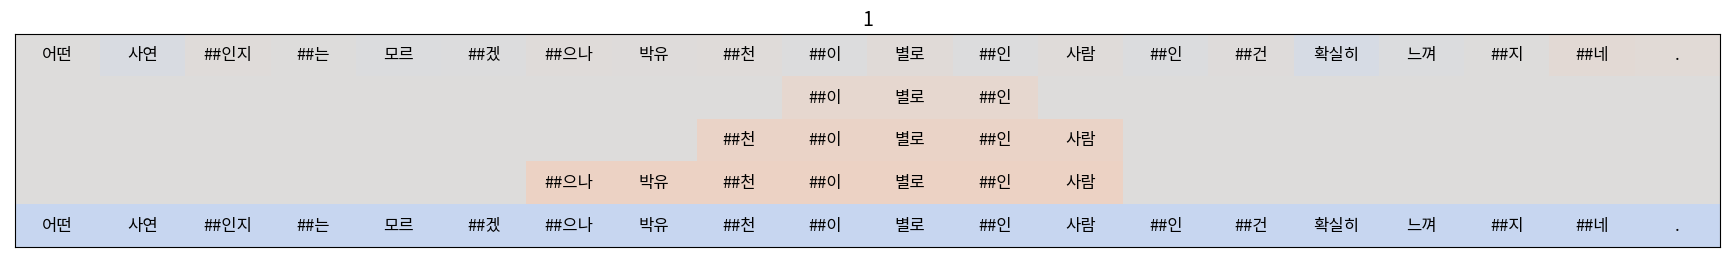 1
어떤 사연 ##인지 ##는 모르 ##겠 ##으나 박유 ##천 ##이 별로 ##인 사람 ##인 ##건 확실히 느껴 ##지 ##네 .
##이 별로 ##인
##천 ##이 별로 ##인 사람
##으나 박유 ##천 ##이 별로 ##인 사람
어떤 사연 ##인지 ##는 모르 ##겠 ##으나 박유 ##천 ##이 별로 ##인 사람 ##인 ##건 확실히 느껴 ##지 ##네 .